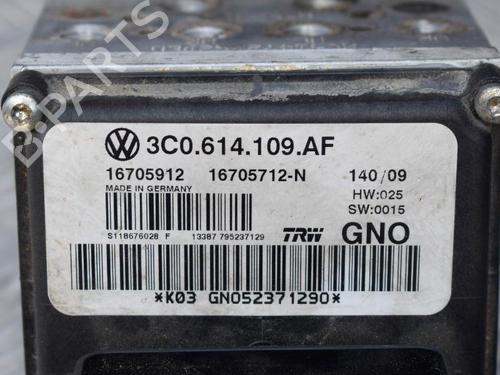 B-PARTS
3C0.614.109.AF
16705912 16705712-N 140/09
MADE IN GERMANY HW:025
SW:0015
S118676028 F 13387 795237129 TRW GNO
*K03 GNO52371290*